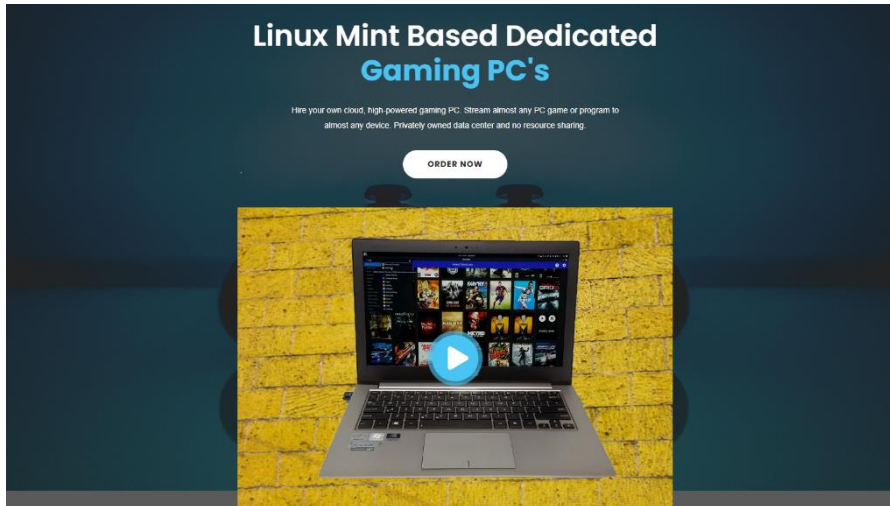 Linux Mint Based Dedicated
Gaming PC's
Hire your own cloud, high-powered gaming PC. Stream almost any PC game or program to
almost any device. Privately owned data center and no resource sharing.
ORDER NOW